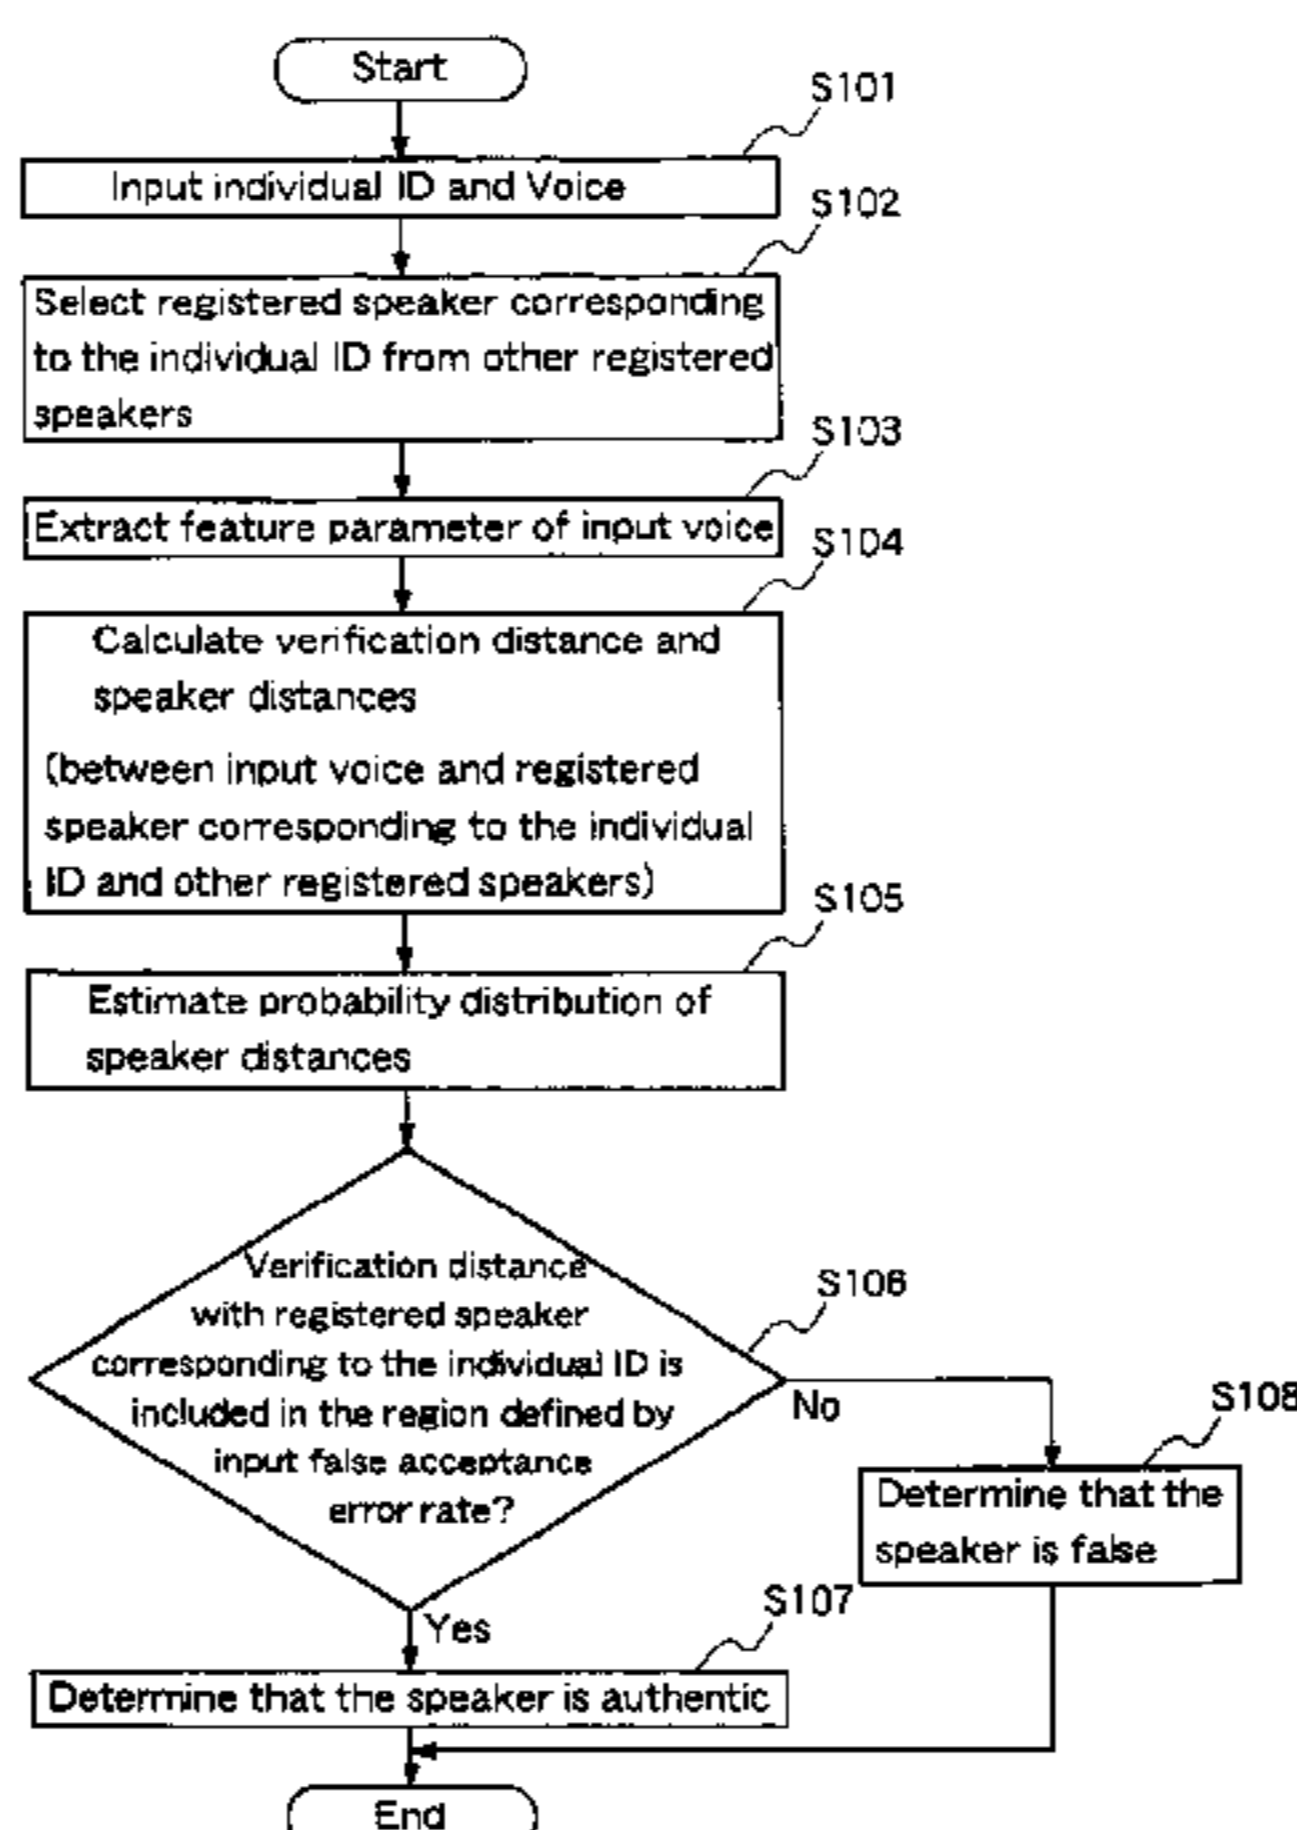 Start
S101
Input individual ID and Voice
S102
Select registered speaker corresponding
to the individual ID from other registered
speakers
S103
Extract feature parameter of input voice
S104
Calculate verification distance and
speaker distances
(between input voice and registered
speaker corresponding to the individual
ID and other registered speakers)
S105
Estimate probability distribution of
speaker distances
S106
Verification distance
with registered speaker
corresponding to the individual ID is
included in the region defined by
input false acceptance
error rate?
No
S108
Determine that the
speaker is false
Yes
S107
Determine that the speaker is authentic
End